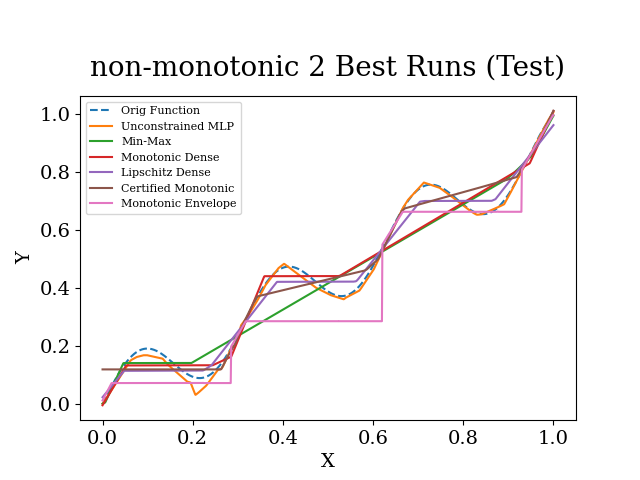 non-monotonic 2 Best Runs (Test)
Orig Function
Unconstrained MLP
Min-Max
Monotonic Dense
Lipschitz Dense
Certified Monotonic
Monotonic Envelope
Y
1.0
0.8
0.6
0.4
0.2
0.0
0.0 0.2 0.4 0.6 0.8 1.0
X